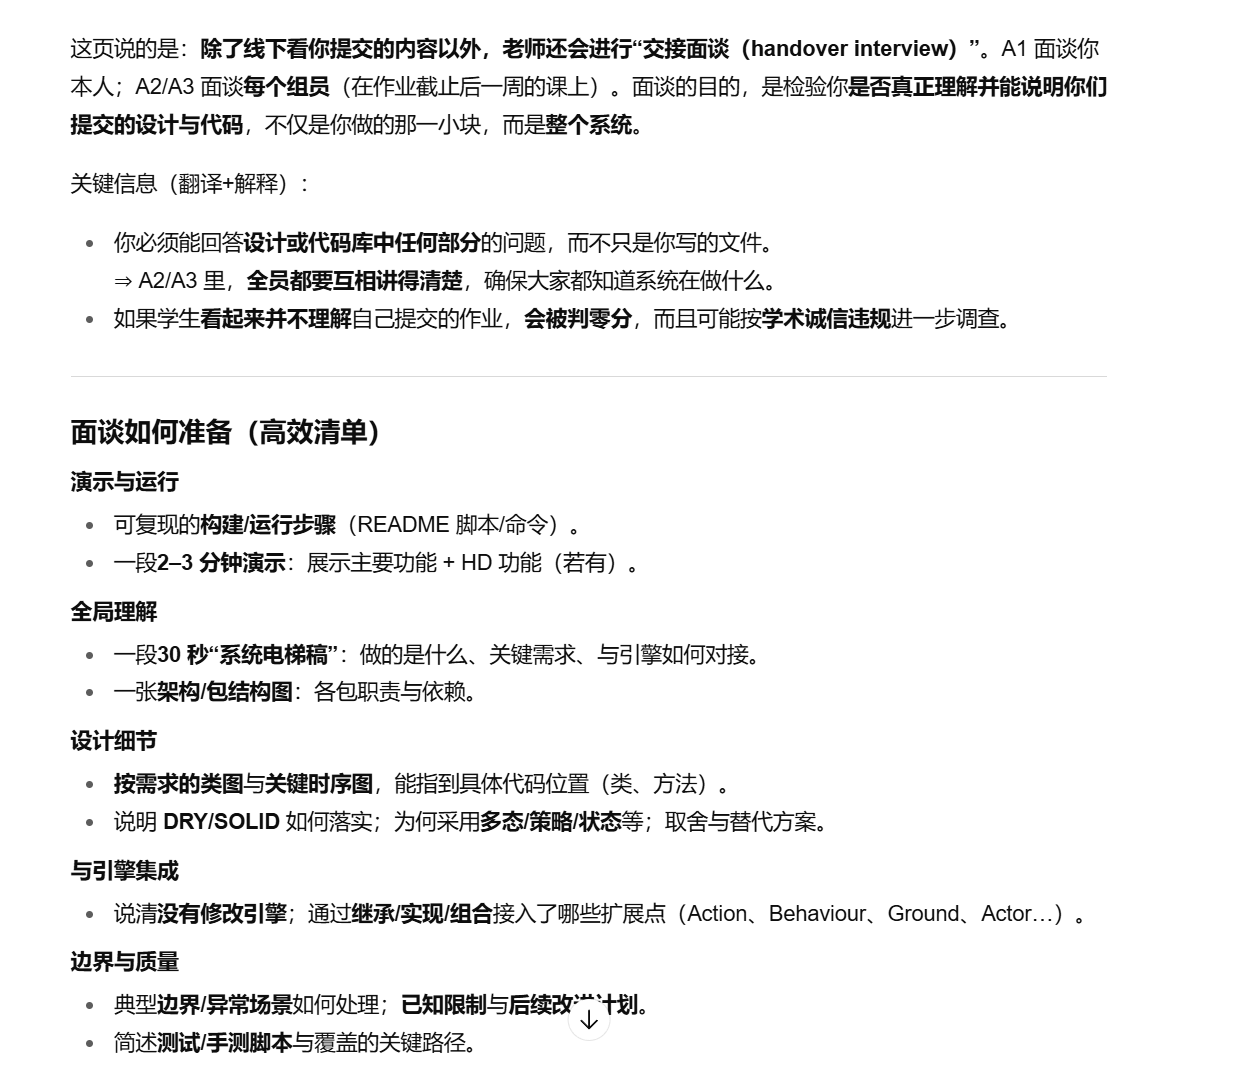 这页说的是：除了线下看你提交的内容以外，老师还会进行“交接面谈（handover interview）”。A1 面谈你
本人；A2/A3 面谈每个组员（在作业截止后一周的课上）。面谈的目的，是检验你是否真正理解并能说明你们
提交的设计与代码，不仅是你做的那一小块，而是整个系统。
关键信息（翻译+解释）：
你必须能回答设计或代码库中任何部分的问题，而不只是你写的文件。
⇒ A2/A3 里，全员都要互相讲得清楚，确保大家都知道系统在做什么。
如果学生看起来并不理解自己提交的作业，会被判零分，而且可能按学术诚信违规进一步调查。
面谈如何准备（高效清单）
演示与运行
可复现的构建/运行步骤（README 脚本/命令）。
一段2–3 分钟演示：展示主要功能 + HD 功能（若有）。
全局理解
一段30 秒“系统电梯稿”：做的是什么、关键需求、与引擎如何对接。
一张架构/包结构图：各包职责与依赖。
设计细节
按需求的类图与关键时序图，能指到具体代码位置（类、方法）。
说明 DRY/SOLID 如何落实；为何采用多态/策略/状态等；取舍与替代方案。
与引擎集成
说清没有修改引擎；通过继承/实现/组合接入了哪些扩展点（Action、Behaviour、Ground、Actor…）。
边界与质量
典型边界/异常场景如何处理；已知限制与后续改进计划。
简述测试/手测脚本与覆盖的关键路径。